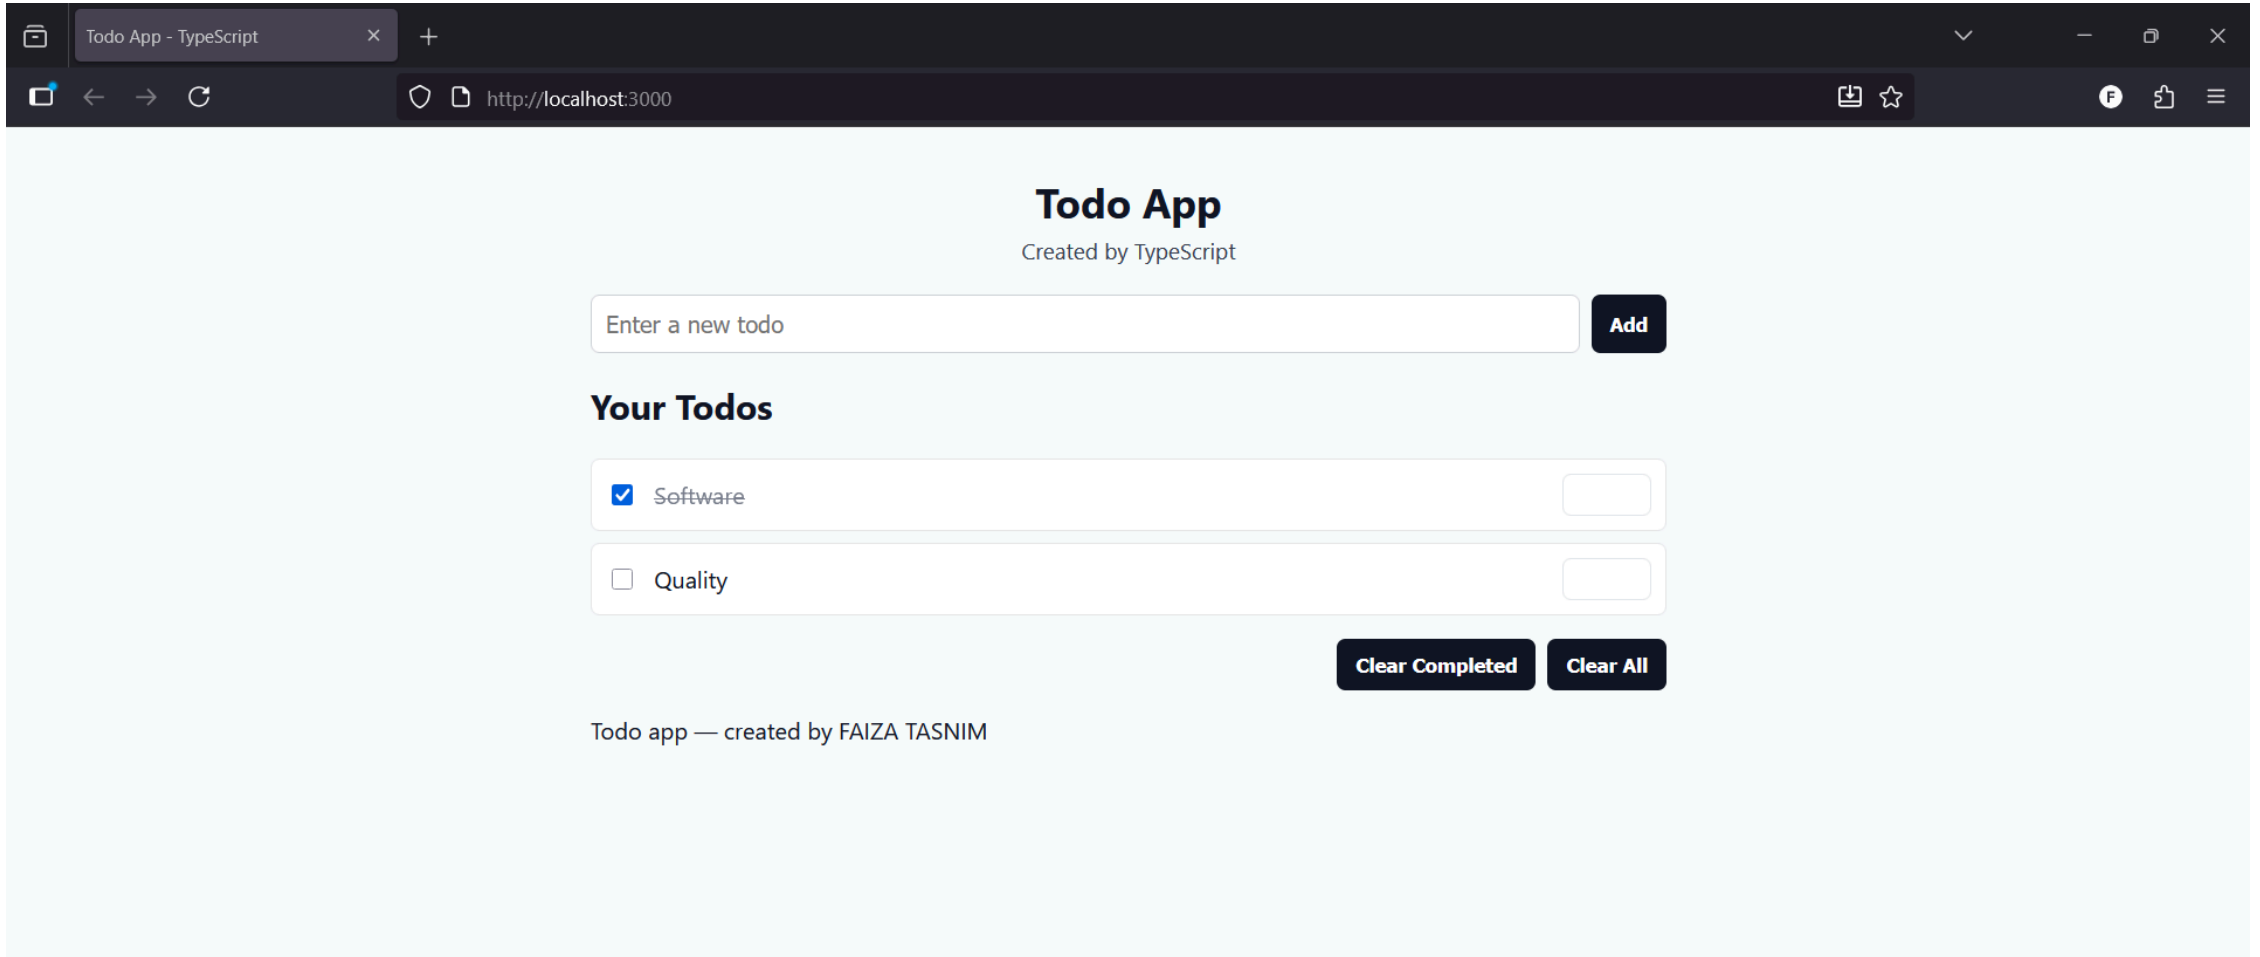 Todo App - TypeScript
http://localhost:3000
F
Todo App
Created by TypeScript
Enter a new todo
Add
Your Todos
Software
Quality
Clear Completed
Clear All
Todo app — created by FAIZA TASNIM